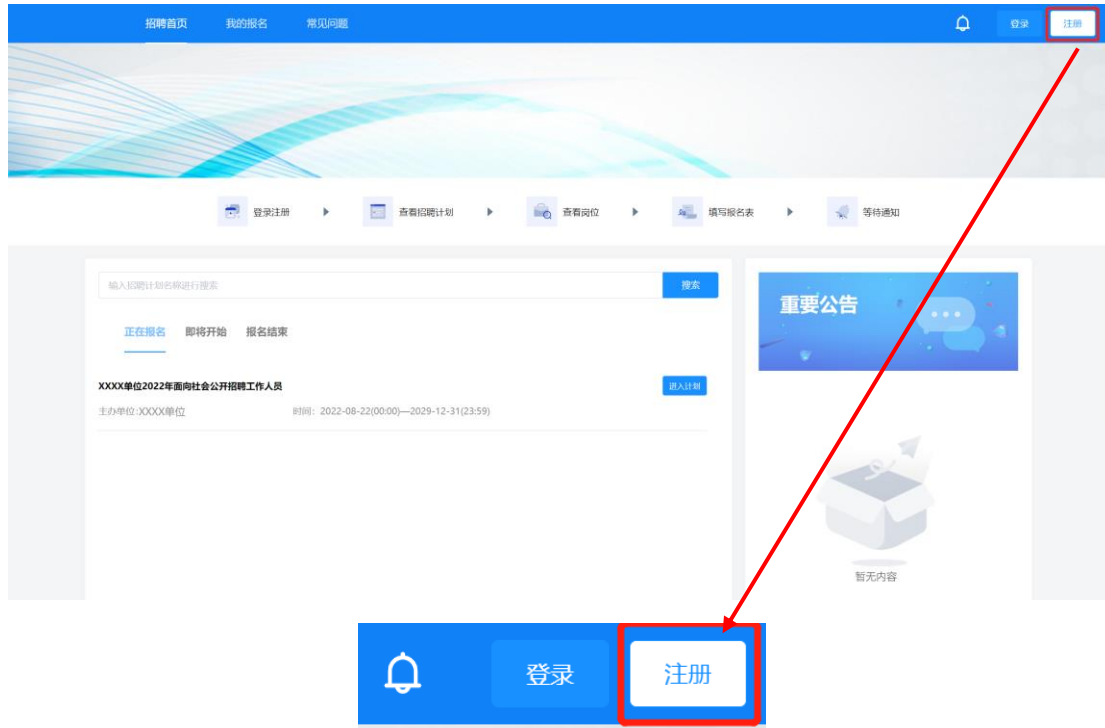 招聘首页 我的报名 常见问题 登录 注册
登录注册 查看招聘计划 查看岗位 填写报名表 等待通知
输入招聘计划名称进行搜索 搜索
重要公告
正在报名 即将开始 报名结束
XXXX单位2022年面向社会公开招聘工作人员 进入计划
主办单位:XXXX单位 时间: 2022-08-22(00:00)—2029-12-31(23:59)
暂无内容
登录 注册